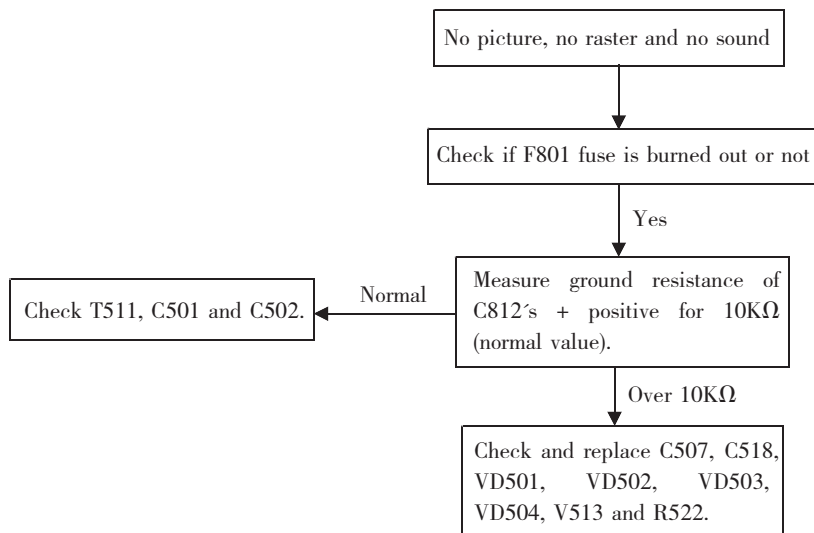 No picture, no raster and no sound
Check if F801 fuse is burned out or not
Yes
Measure ground resistance of
C812´s + positive for 10KΩ
(normal value).
Normal
Check T511, C501 and C502.
Over 10KΩ
Check and replace C507, C518,
VD501, VD502, VD503,
VD504, V513 and R522.